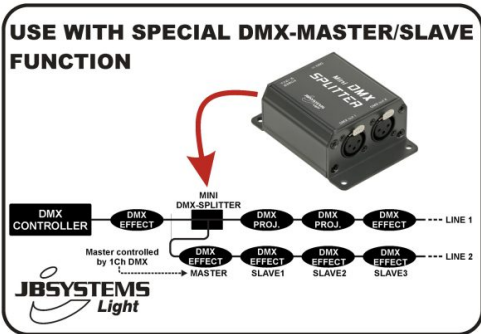 USE WITH SPECIAL DMX-MASTER/SLAVE
FUNCTION
Mini DMX
SPLITTER
JBSYSTEMS
Light
MINI
DMX-SPLITTER
DMX
CONTROLLER
DMX
EFFECT
DMX
PROJ.
DMX
PROJ.
DMX
EFFECT
LINE 1
Master controlled
by 1Ch DMX
DMX
EFFECT
DMX
EFFECT
DMX
EFFECT
DMX
EFFECT
LINE 2
MASTER
SLAVE1
SLAVE2
SLAVE3
JBSYSTEMS
Light